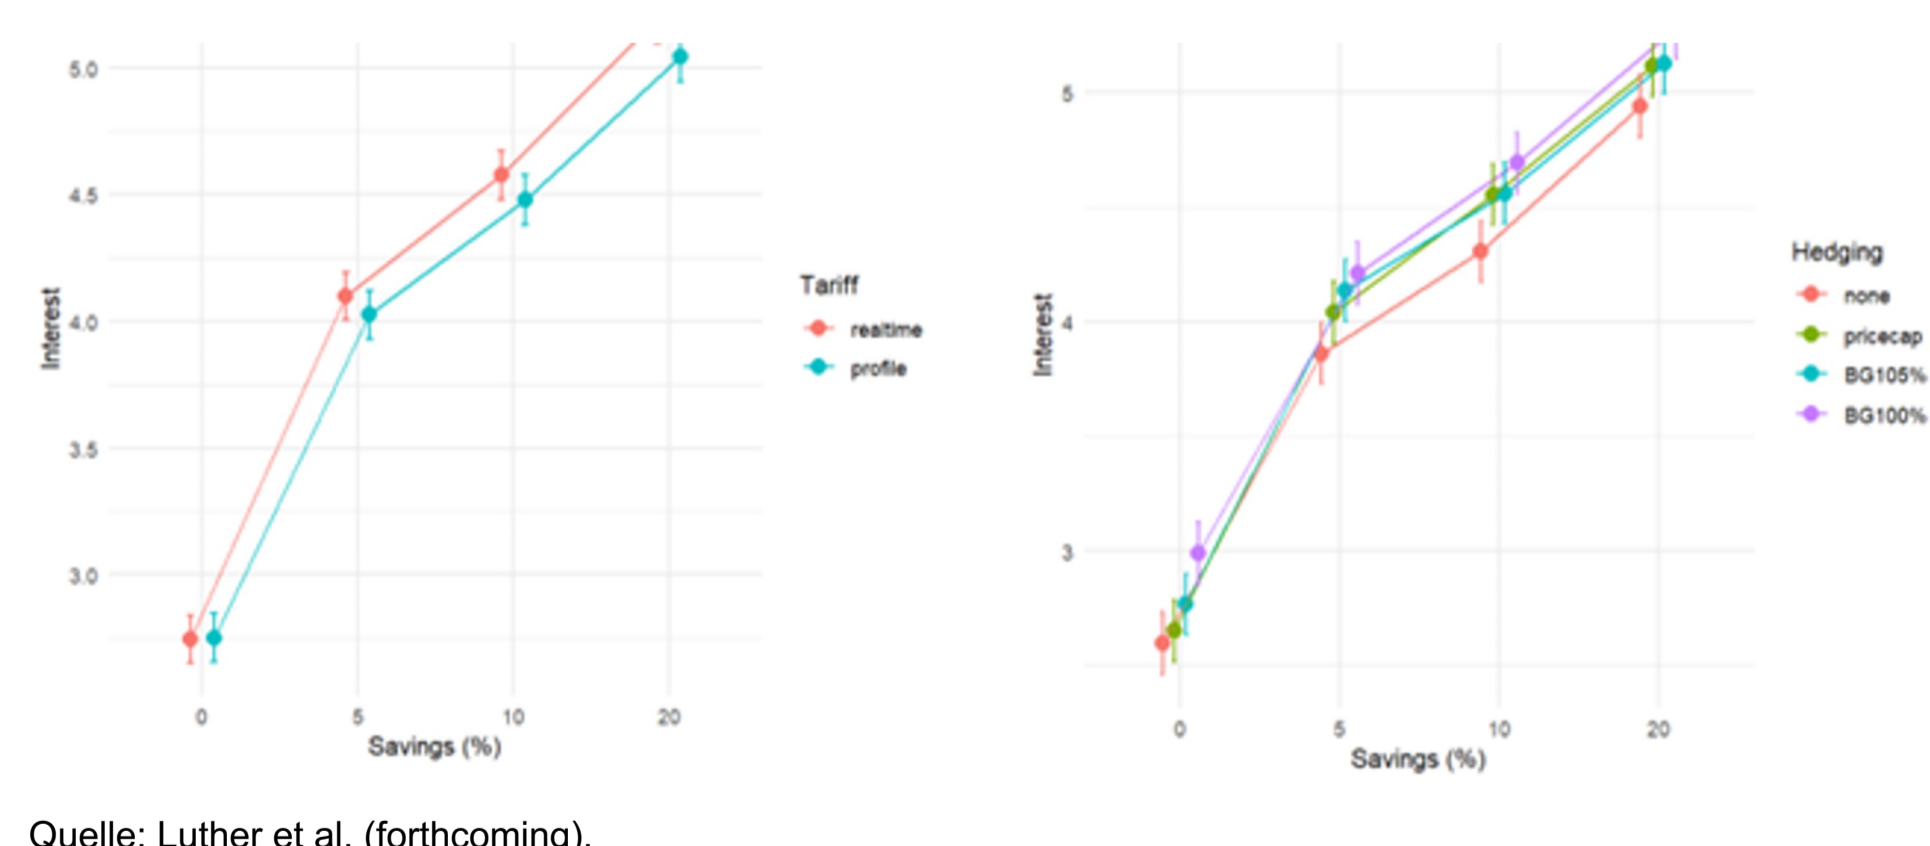 5.0
4.5
4.0
3.5
3.0
Interest
0 5 10 20
Savings (%)
Tariff
realtime
profile
5
4
3
Interest
0 5 10 20
Savings (%)
Hedging
none
pricecap
BG105%
BG100%
Quelle: Luther et al. (forthcoming).